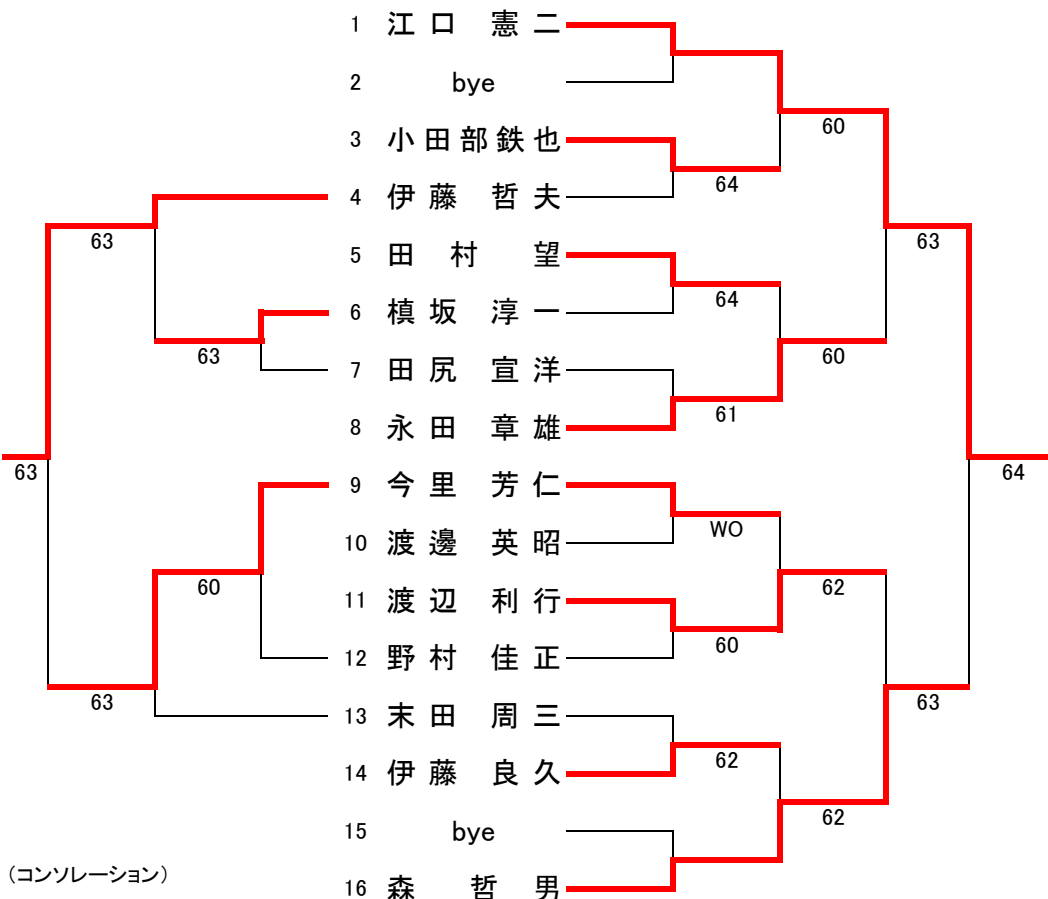 1 江口 憲二
2 bye
60
3 小田部鉄也
64
4 伊藤 哲夫
63
63
5 田村 望
64
6 槙坂 淳一
63
60
7 田尻 宣洋
61
8 永田 章雄
63
64
9 今里 芳仁
WO
10 渡邊 英昭
60
62
11 渡辺 利行
60
12 野村 佳正
63
63
13 末田 周三
62
14 伊藤 良久
62
15 bye
(コンソレーション)
16 森 哲男